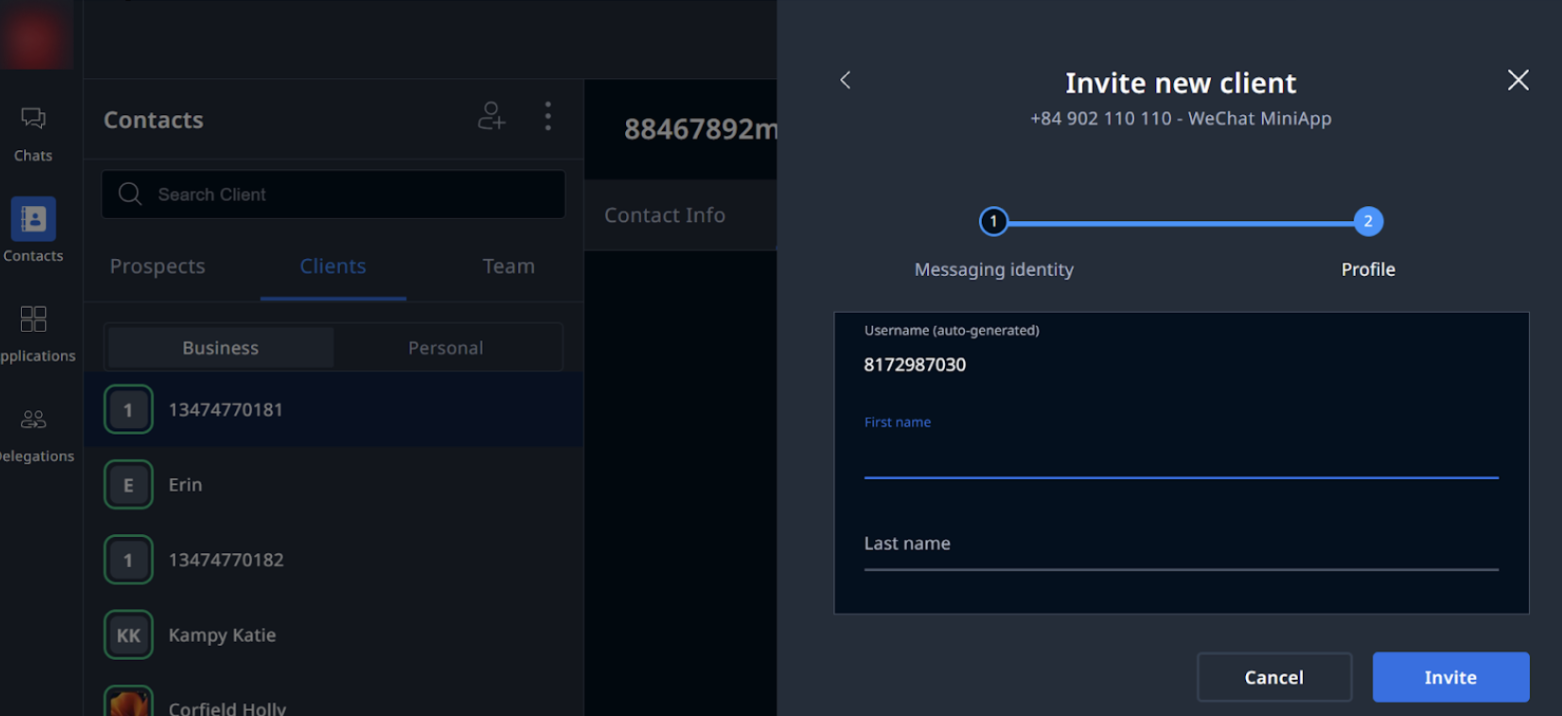 Chats
Contacts
pplications
elegations
Contacts
Search Client
Prospects
Clients
Team
Business
Personal
1
13474770181
E
Erin
1
13474770182
KK
Kampy Katie
Corfield Holly
88467892m
Contact Info
Invite new client
+84 902 110 110 - WeChat MiniApp
1
2
Messaging identity
Profile
Username (auto-generated)
8172987030
First name
Last name
Cancel
Invite